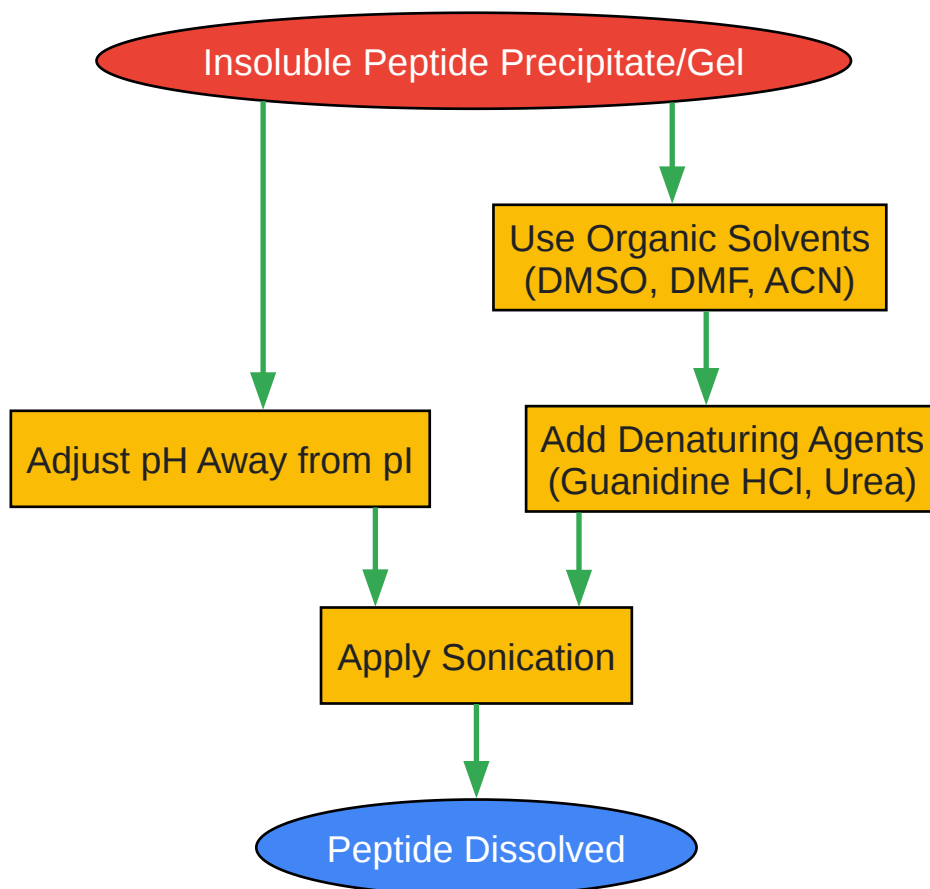 Insoluble Peptide Precipitate/Gel
Use Organic Solvents
(DMSO, DMF, ACN)
Adjust pH Away from pI
Add Denaturing Agents
(Guanidine HCl, Urea)
Apply Sonication
Peptide Dissolved